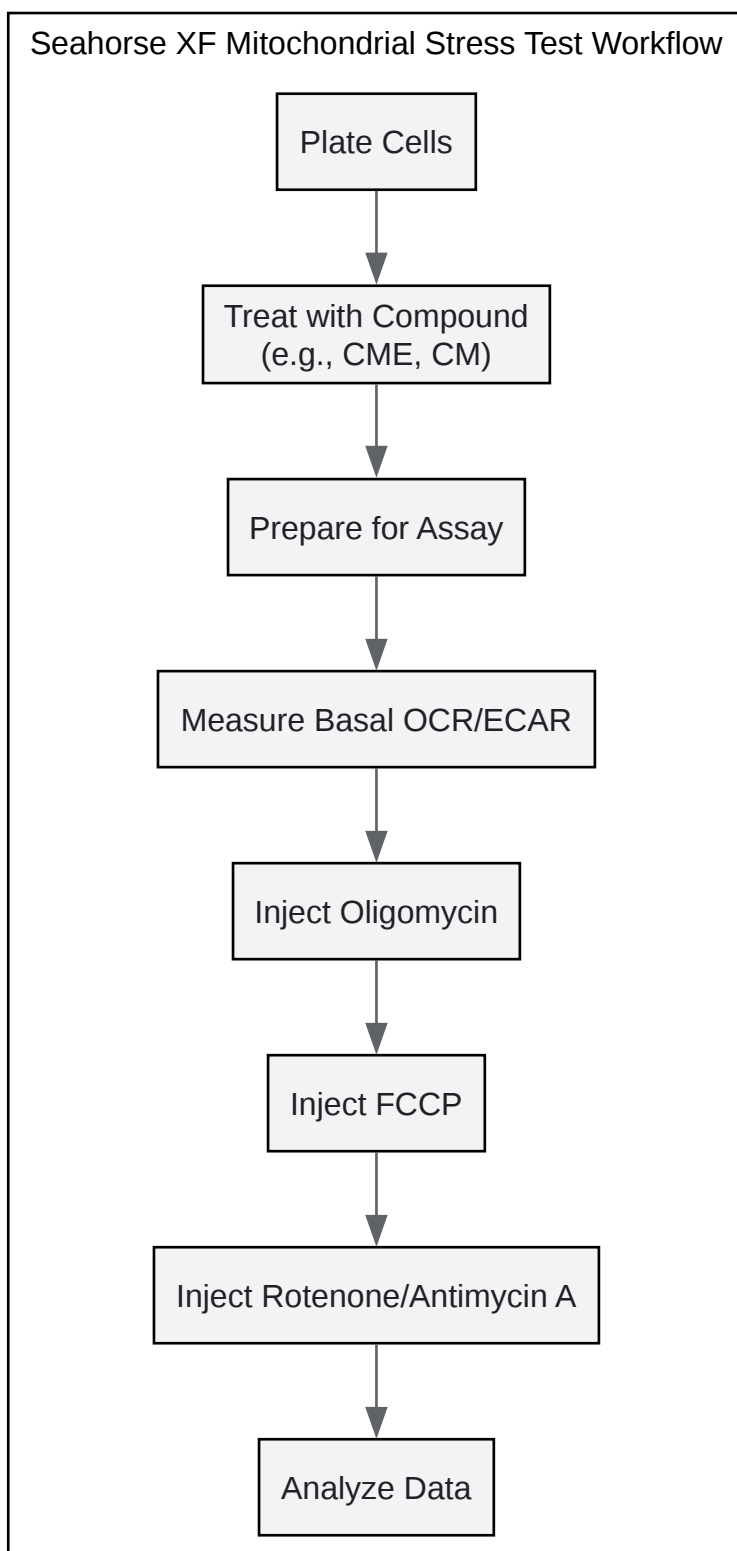 Seahorse XF Mitochondrial Stress Test Workflow
Plate Cells
Treat with Compound
(e.g., CME, CM)
Prepare for Assay
Measure Basal OCR/ECAR
Inject Oligomycin
Inject FCCP
Inject Rotenone/Antimycin A
Analyze Data